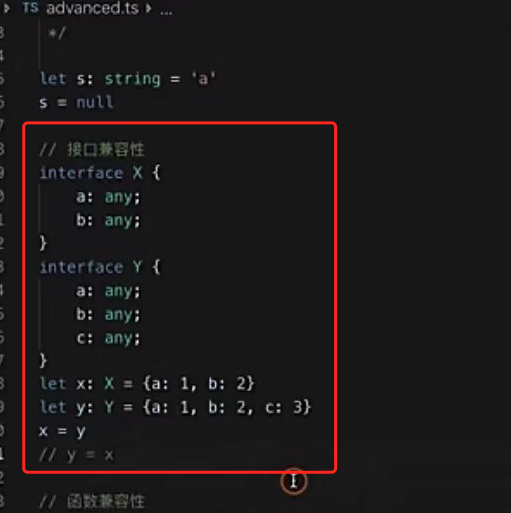 TS advanced.ts ...
*/
let s: string = 'a'
s = null
// 接口兼容性
interface X {
a: any;
b: any;
}
interface Y {
a: any;
b: any;
c: any;
}
let x: X = {a: 1, b: 2}
let y: Y = {a: 1, b: 2, c: 3}
x = y
// y = x
// 函数兼容性